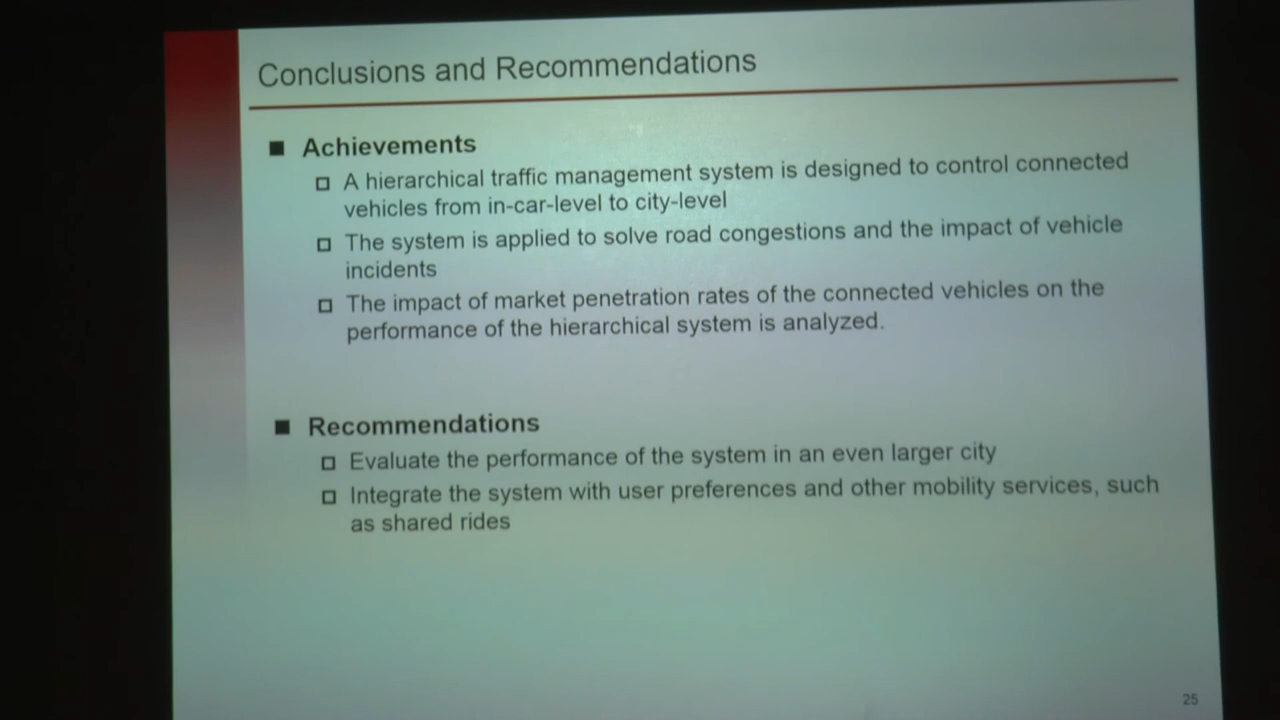 Conclusions and Recommendations
Achievements
A hierarchical traffic management system is designed to control connected
vehicles from in-car-level to city-level
The system is applied to solve road congestions and the impact of vehicle
incidents
The impact of market penetration rates of the connected vehicles on the
performance of the hierarchical system is analyzed.
Recommendations
Evaluate the performance of the system in an even larger city
Integrate the system with user preferences and other mobility services, such
as shared rides
25